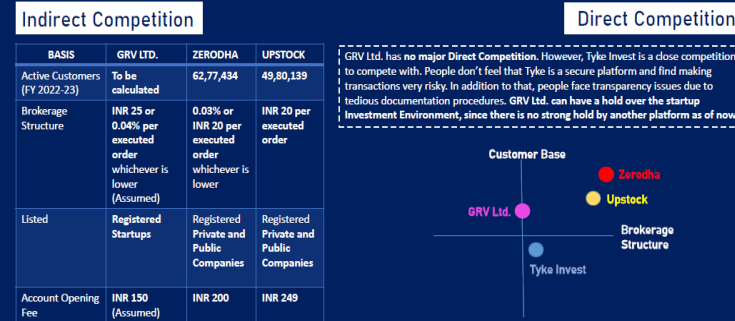 Indirect Competition
BASIS GRV LTD. ZERODHA UPSTOCK
Active Customers (FY 2022-23) To be calculated 62,77,434 49,80,139
Brokerage Structure INR 25 or 0.04% per executed order whichever is lower (Assumed) 0.03% or INR 20 per executed order whichever is lower INR 20 per executed order
Listed Registered Startups Registered Private and Public Companies Registered Private and Public Companies
Account Opening Fee INR 150 (Assumed) INR 200 INR 249
Direct Competition
GRV Ltd. has no major Direct Competition. However, Tyke Invest is a close competition
to compete with. People don't feel that Tyke is a secure platform and find making
transactions very risky. In addition to that, people face transparency issues due to
tedious documentation procedures. GRV Ltd. can have a hold over the startup
Investment Environment, since there is no strong hold by another platform as of now
Customer Base
Zerodha
Upstock
GRV Ltd.
Brokerage
Structure
Tyke Invest